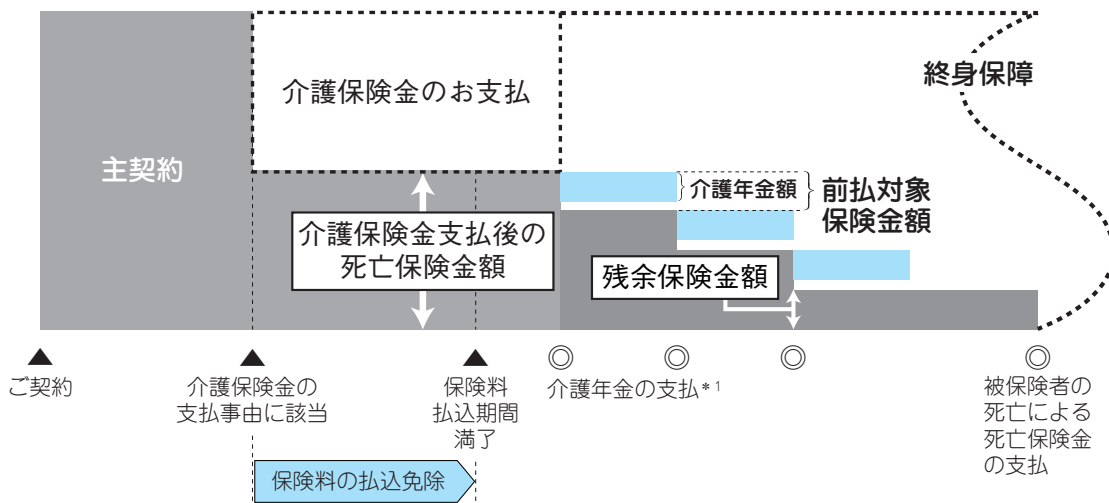 介護保険金のお支払
終身保障
主契約
介護年金額
前払対象
保険金額
介護保険金支払後の
死亡保険金額
残余保険金額
ご契約
介護保険金の
支払事由に該当
保険料
払込期間
満了
介護年金の支払*1
被保険者の
死亡による
死亡保険金
の支払
保険料の払込免除